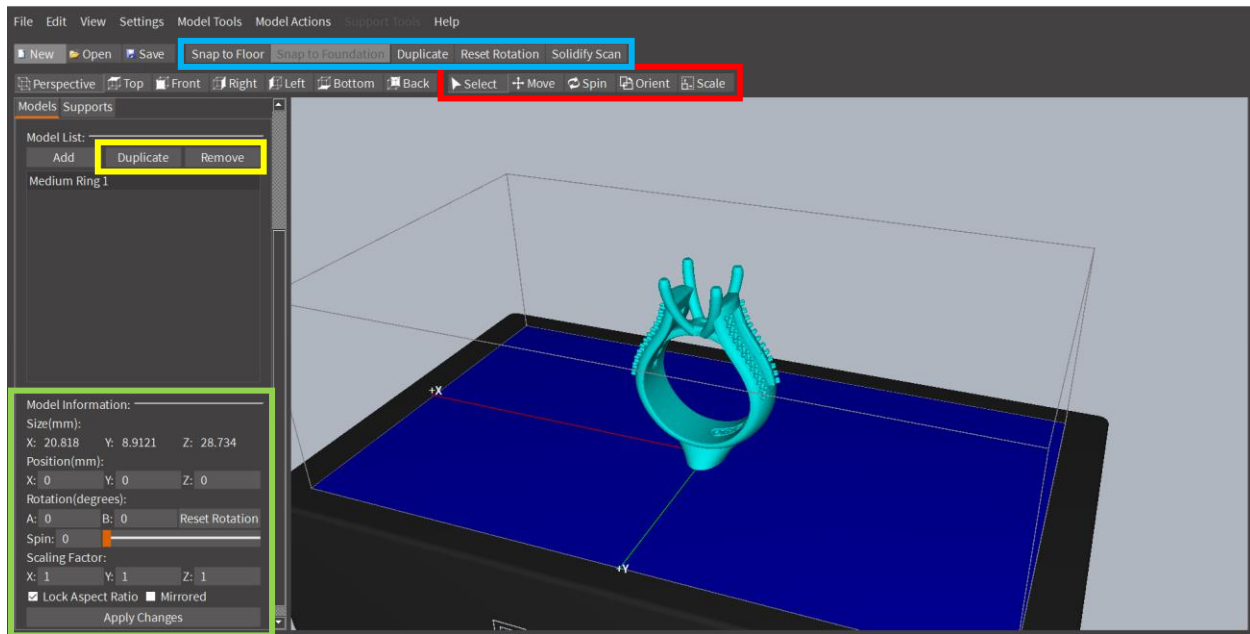 File Edit View Settings Model Tools Model Actions Support Tools Help
New Open Save Snap to Floor Snap to Foundation Duplicate Reset Rotation Solidify Scan
Perspective Top Front Right Left Bottom Back Select Move Spin Orient Scale
Models Supports
Model List:
Add Duplicate Remove
Medium Ring 1
+X
Model Information:
Size(mm):
X: 20.818 Y: 8.9121 Z: 28.734
Position(mm):
X: 0 Y: 0 Z: 0
Rotation(degrees):
A: 0 B: 0 Reset Rotation
Spin: 0
Scaling Factor:
X: 1 Y: 1 Z: 1
+Y
Lock Aspect Ratio Mirrored
Apply Changes